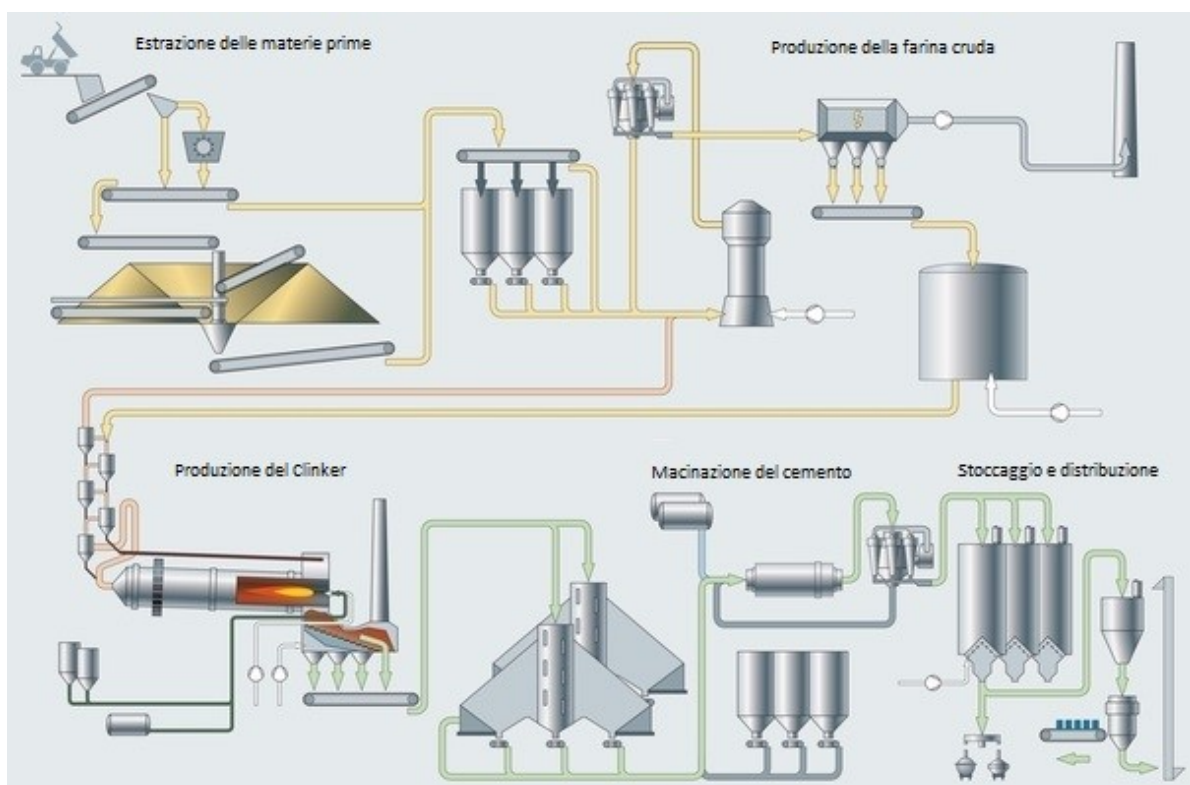 Estrazione delle materie prime
Produzione della farina cruda
Produzione del Clinker
Macinazione del cemento
Stoccaggio e distribuzione